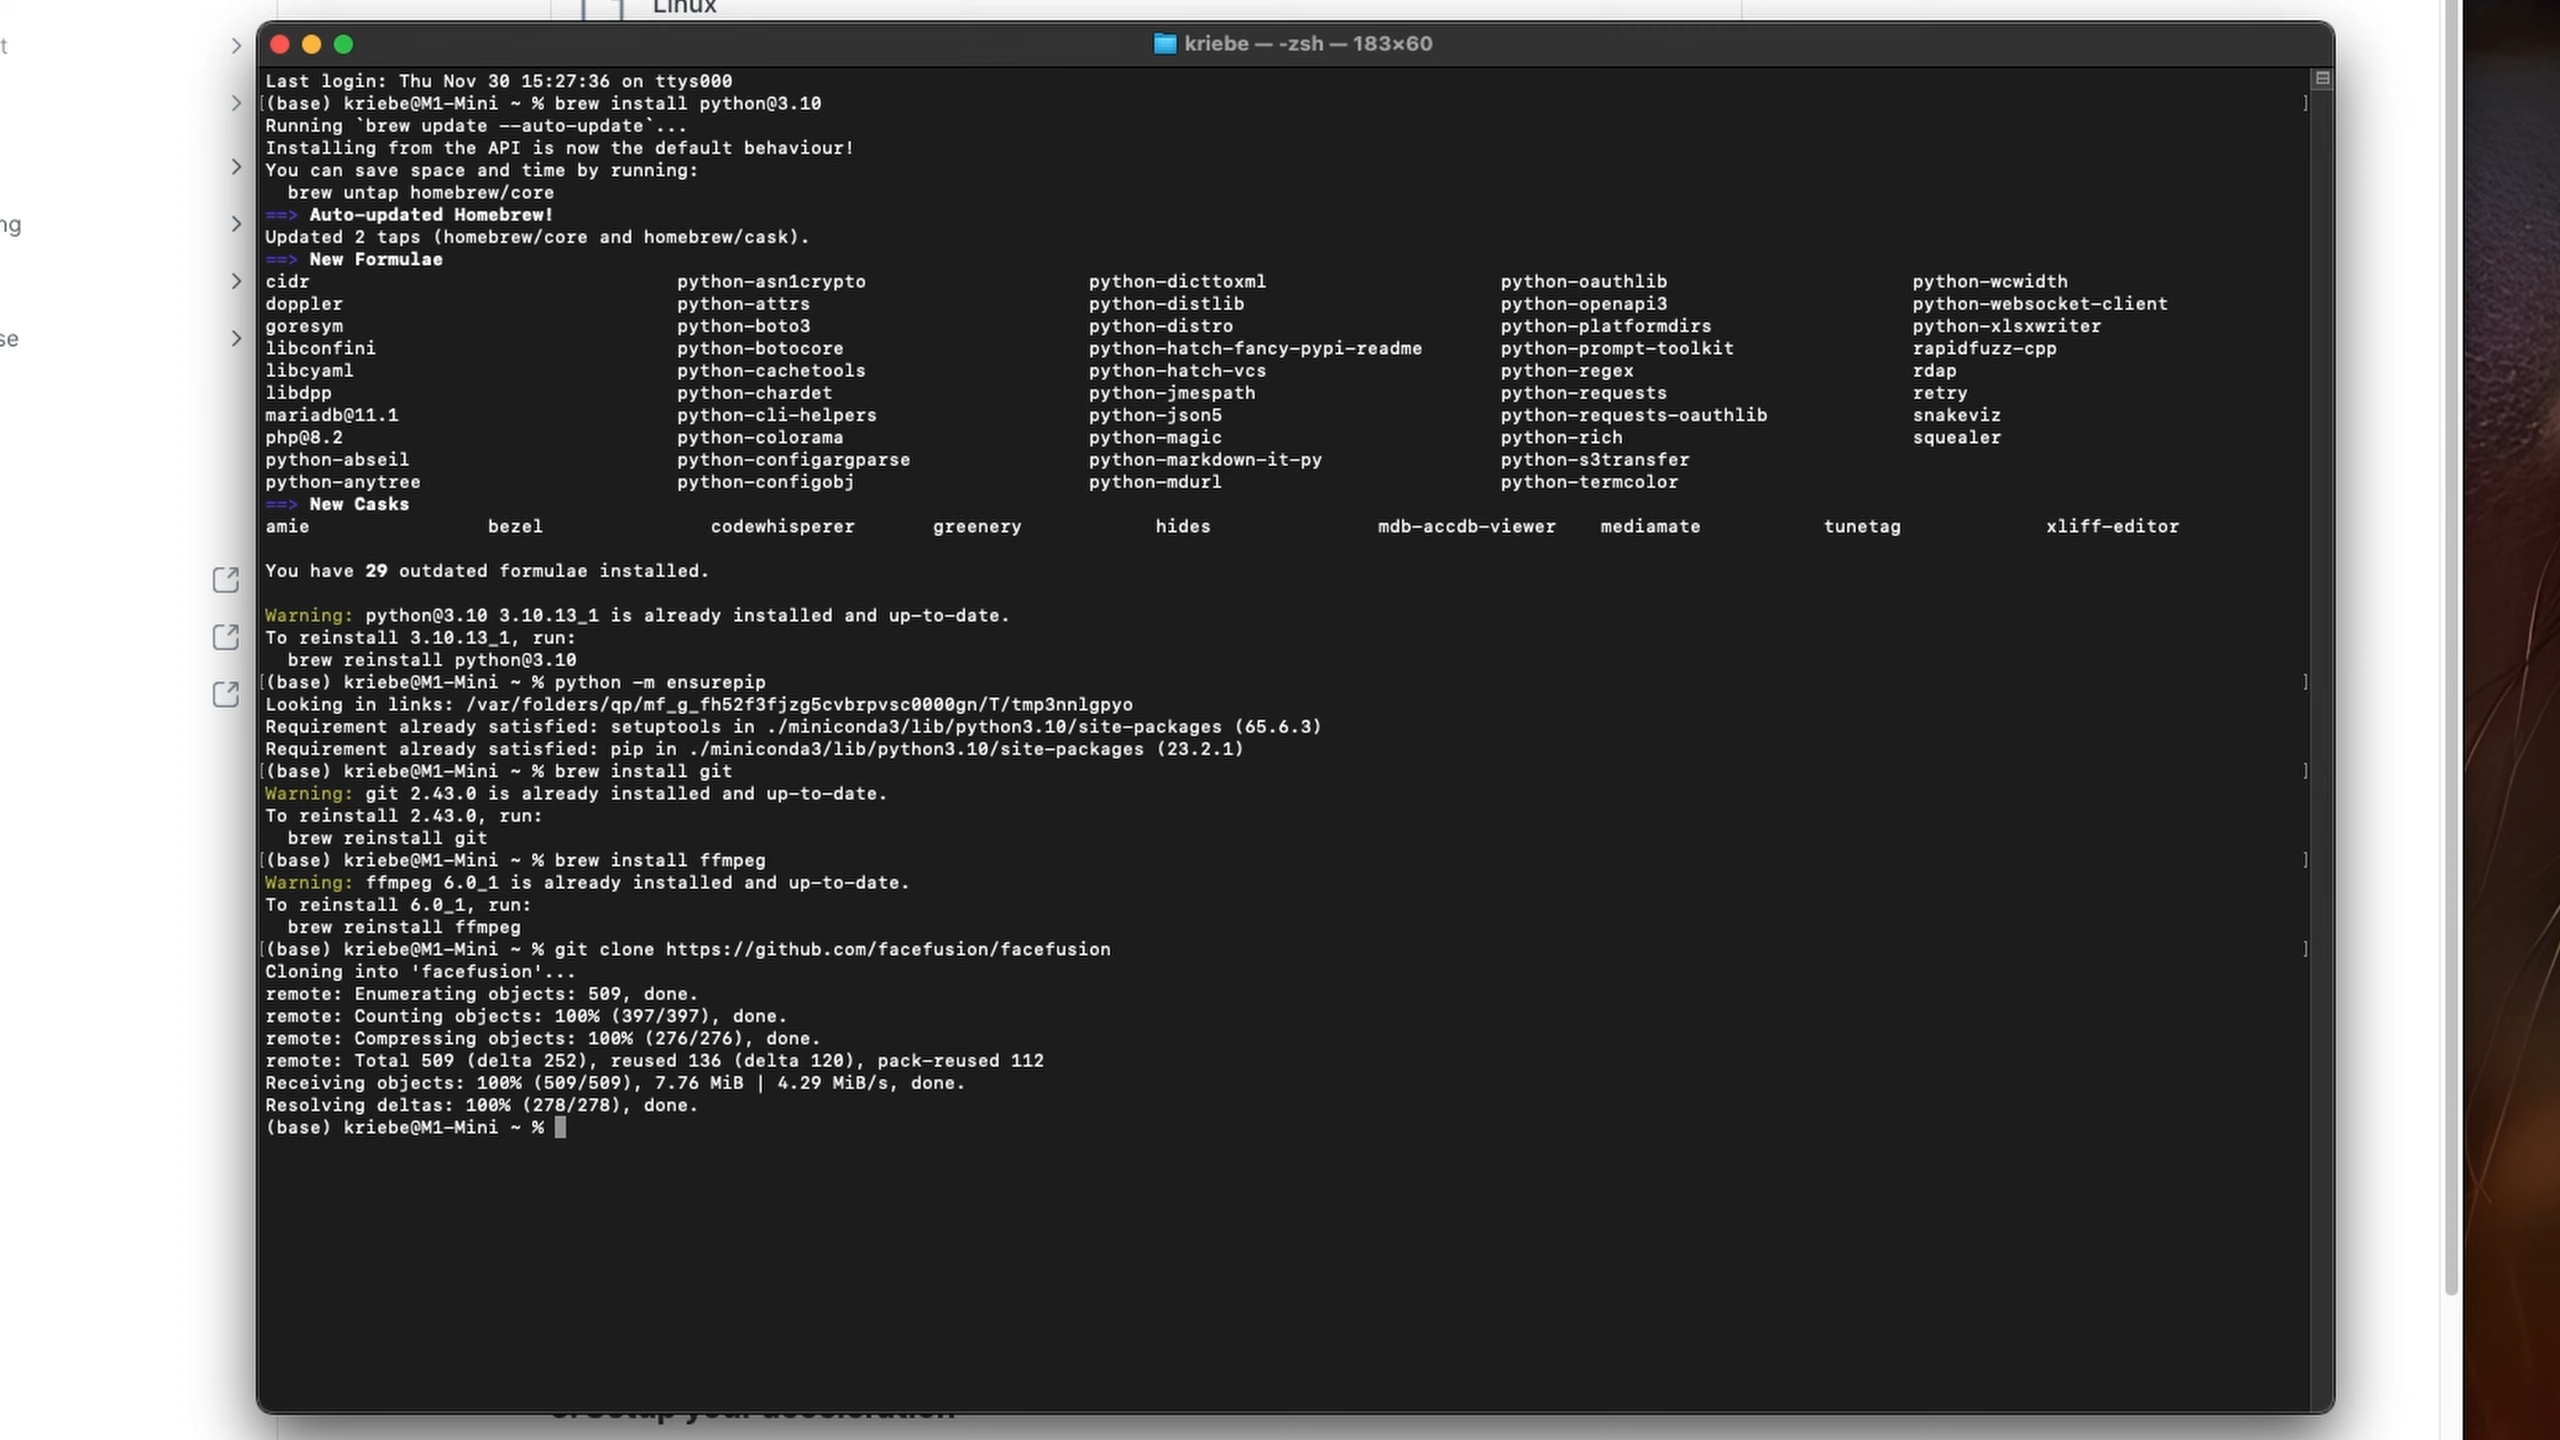 Linux
t
ng
se
kriebe — -zsh — 183×60
Last login: Thu Nov 30 15:27:36 on ttys000
[(base) kriebe@M1-Mini ~ % brew install python@3.10 ]
Running `brew update --auto-update`...
Installing from the API is now the default behaviour!
You can save space and time by running:
  brew untap homebrew/core
==> Auto-updated Homebrew!
Updated 2 taps (homebrew/core and homebrew/cask).
==> New Formulae
cidr python-asn1crypto python-dicttoxml python-oauthlib python-wcwidth
doppler python-attrs python-distlib python-openapi3 python-websocket-client
goresym python-boto3 python-distro python-platformdirs python-xlsxwriter
libconfini python-botocore python-hatch-fancy-pypi-readme python-prompt-toolkit rapidfuzz-cpp
libcyaml python-cachetools python-hatch-vcs python-regex rdap
libdpp python-chardet python-jmespath python-requests retry
mariadb@11.1 python-cli-helpers python-json5 python-requests-oauthlib snakeviz
php@8.2 python-colorama python-magic python-rich squealer
python-abseil python-configargparse python-markdown-it-py python-s3transfer
python-anytree python-configobj python-mdurl python-termcolor
==> New Casks
amie bezel codewhisperer greenery hides mdb-accdb-viewer mediamate tunetag xliff-editor
You have 29 outdated formulae installed.
Warning: python@3.10 3.10.13_1 is already installed and up-to-date.
To reinstall 3.10.13_1, run:
  brew reinstall python@3.10
[(base) kriebe@M1-Mini ~ % python -m ensurepip ]
Looking in links: /var/folders/qp/mf_g_fh52f3fjzg5cvbrpvsc0000gn/T/tmp3nnlgpyo
Requirement already satisfied: setuptools in ./miniconda3/lib/python3.10/site-packages (65.6.3)
Requirement already satisfied: pip in ./miniconda3/lib/python3.10/site-packages (23.2.1)
[(base) kriebe@M1-Mini ~ % brew install git ]
Warning: git 2.43.0 is already installed and up-to-date.
To reinstall 2.43.0, run:
  brew reinstall git
[(base) kriebe@M1-Mini ~ % brew install ffmpeg ]
Warning: ffmpeg 6.0_1 is already installed and up-to-date.
To reinstall 6.0_1, run:
  brew reinstall ffmpeg
[(base) kriebe@M1-Mini ~ % git clone https://github.com/facefusion/facefusion ]
Cloning into 'facefusion'...
remote: Enumerating objects: 509, done.
remote: Counting objects: 100% (397/397), done.
remote: Compressing objects: 100% (276/276), done.
remote: Total 509 (delta 252), reused 136 (delta 120), pack-reused 112
Receiving objects: 100% (509/509), 7.76 MiB | 4.29 MiB/s, done.
Resolving deltas: 100% (278/278), done.
(base) kriebe@M1-Mini ~ %
Setup your acceleration